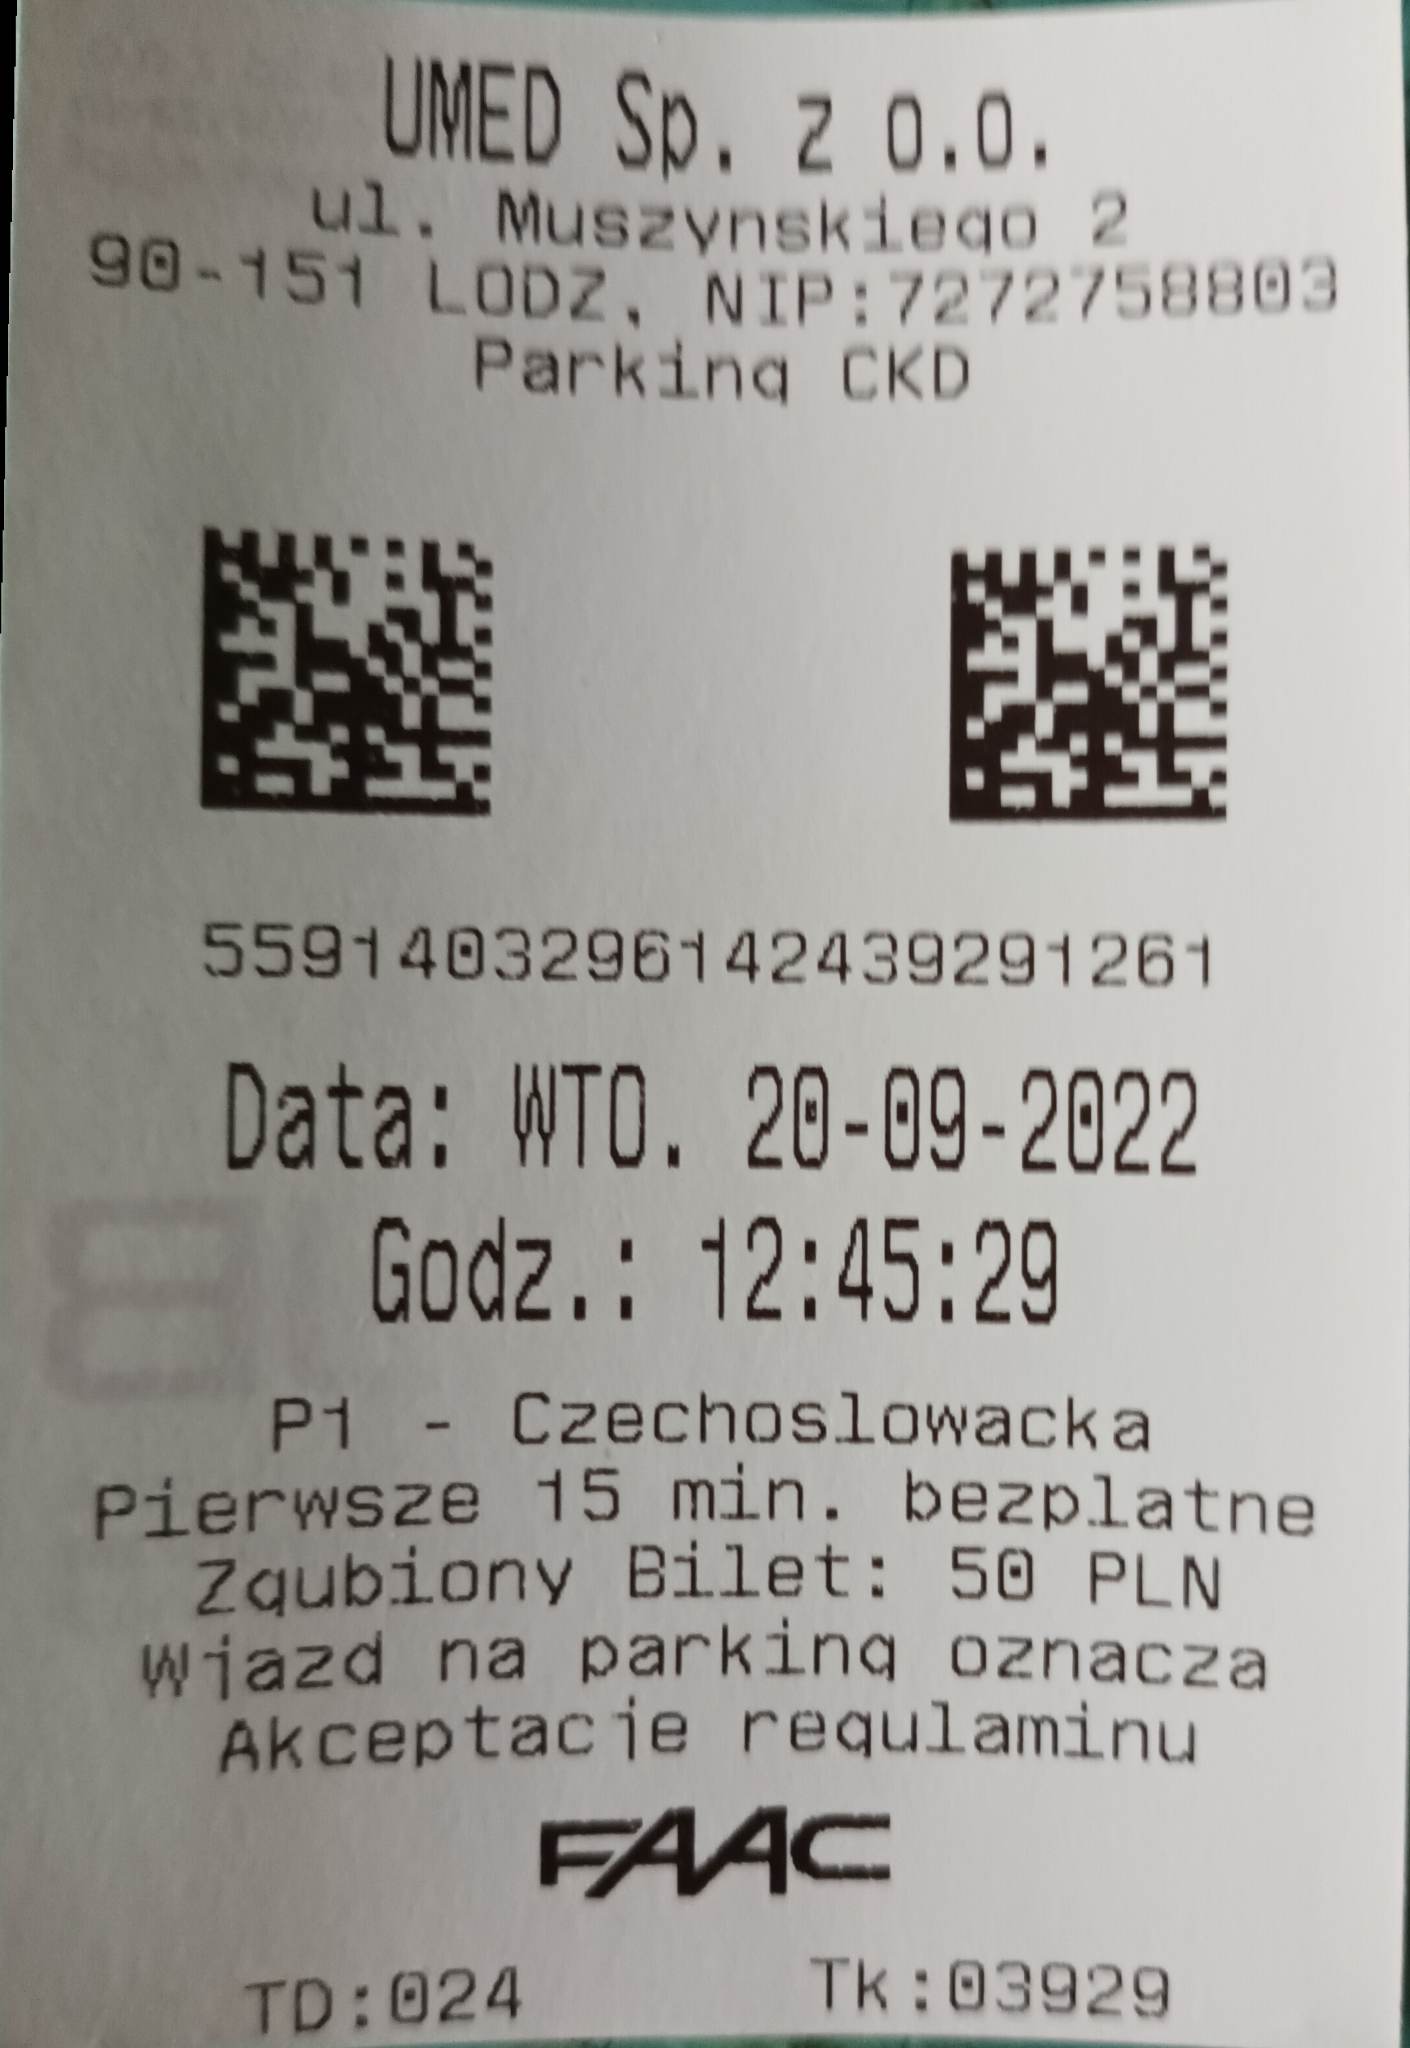 UMED Sp. z o.o.
ul. Muszynskiego 2
90-151 LODZ, NIP:7272758803
Parking CKD
5591403296142439291261
Data: WTO. 20-09-2022
Godz.: 12:45:29
P1 - Czechoslowacka
Pierwsze 15 min. bezplatne
Zgubiony Bilet: 50 PLN
Wjazd na parking oznacza
Akceptacje regulaminu
FAAC
TD:024 Tk:03929